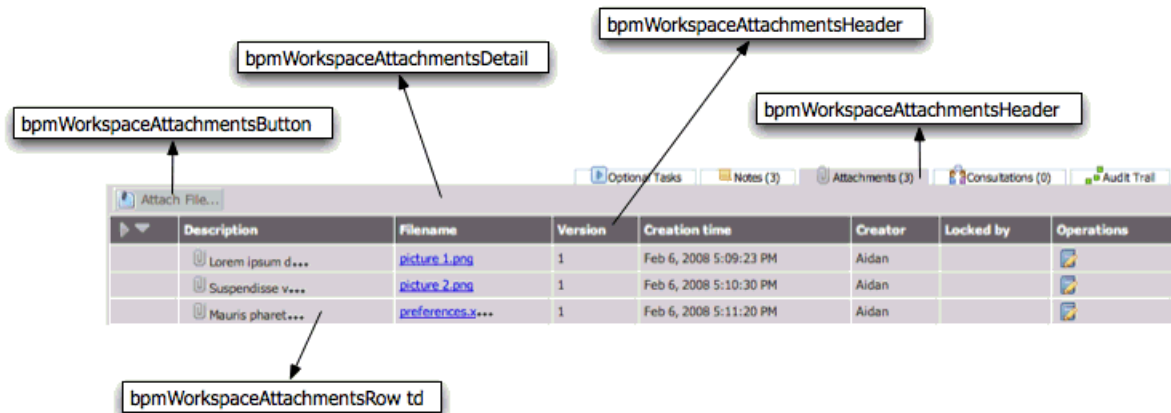 bpmWorkspaceAttachmentsHeader
bpmWorkspaceAttachmentsDetail
bpmWorkspaceAttachmentsHeader
bpmWorkspaceAttachmentsButton
Optional Tasks Notes (3) Attachments (3) Consultations (0) Audit Trail
Attach File...
Description Filename Version Creation time Creator Locked by Operations
Lorem ipsum d... picture 1.png 1 Feb 6, 2008 5:09:23 PM Aidan
Suspendisse v... picture 2.png 1 Feb 6, 2008 5:10:30 PM Aidan
Mauris pharet... preferences.x... 1 Feb 6, 2008 5:11:20 PM Aidan
bpmWorkspaceAttachmentsRow td